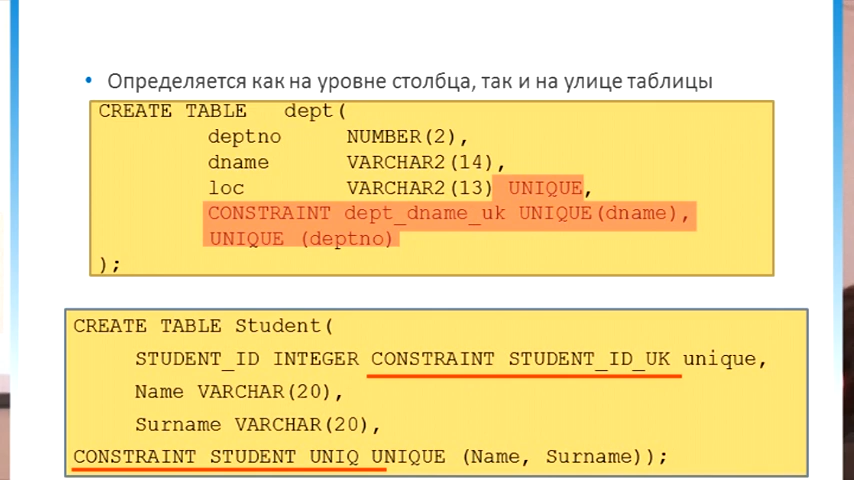 • Определяется как на уровне столбца, так и на улице таблицы
CREATE TABLE dept(
deptno NUMBER(2),
dname VARCHAR2(14),
loc VARCHAR2(13) UNIQUE,
CONSTRAINT dept_dname_uk UNIQUE(dname),
UNIQUE (deptno)
);
CREATE TABLE Student(
STUDENT_ID INTEGER CONSTRAINT STUDENT_ID_UK unique,
Name VARCHAR(20),
Surname VARCHAR(20),
CONSTRAINT STUDENT UNIQ UNIQUE (Name, Surname));